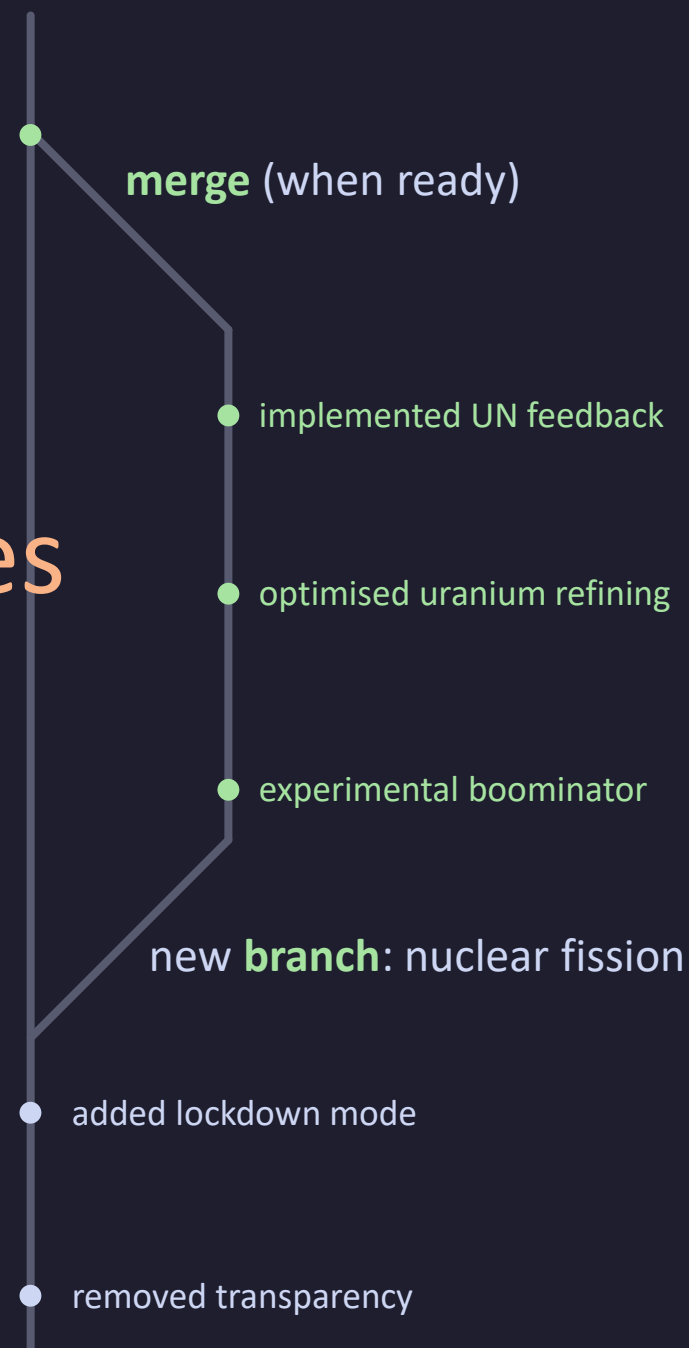 merge (when ready)
implemented UN feedback
es
optimised uranium refining
experimental boominator
new branch: nuclear fission
added lockdown mode
removed transparency